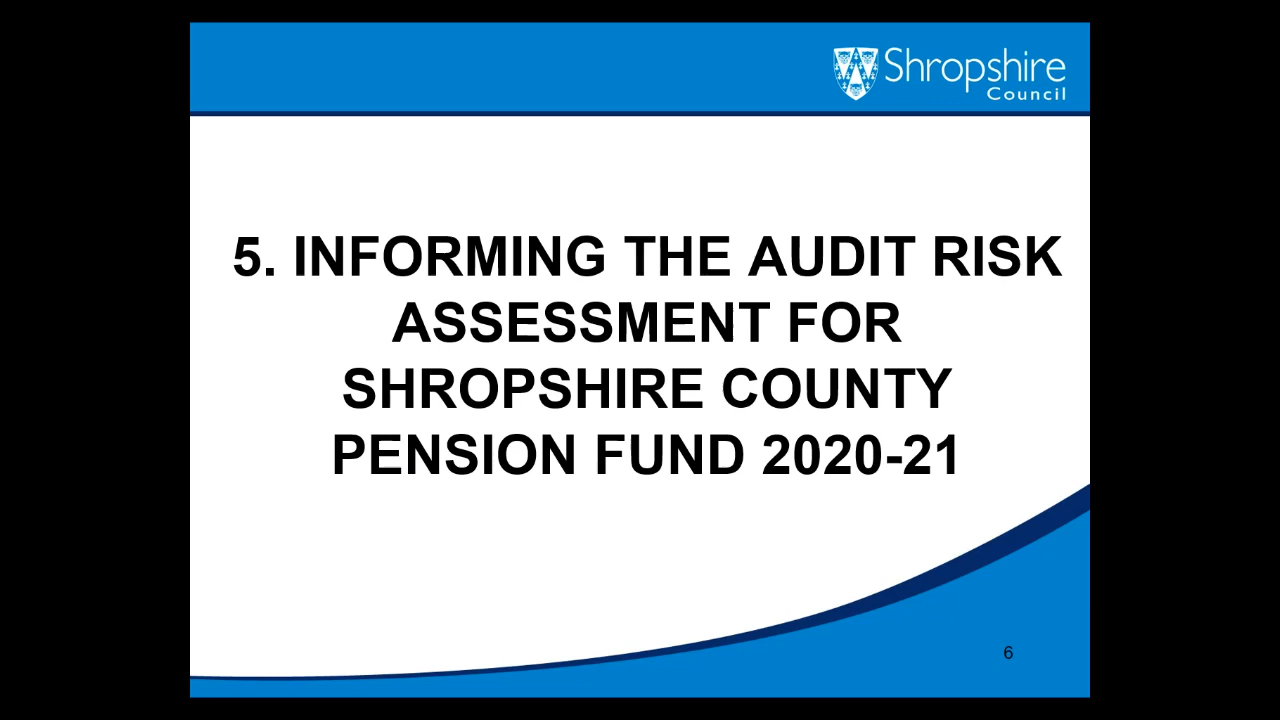 Shropshire
Council
5. INFORMING THE AUDIT RISK
ASSESSMENT FOR
SHROPSHIRE COUNTY
PENSION FUND 2020-21
6